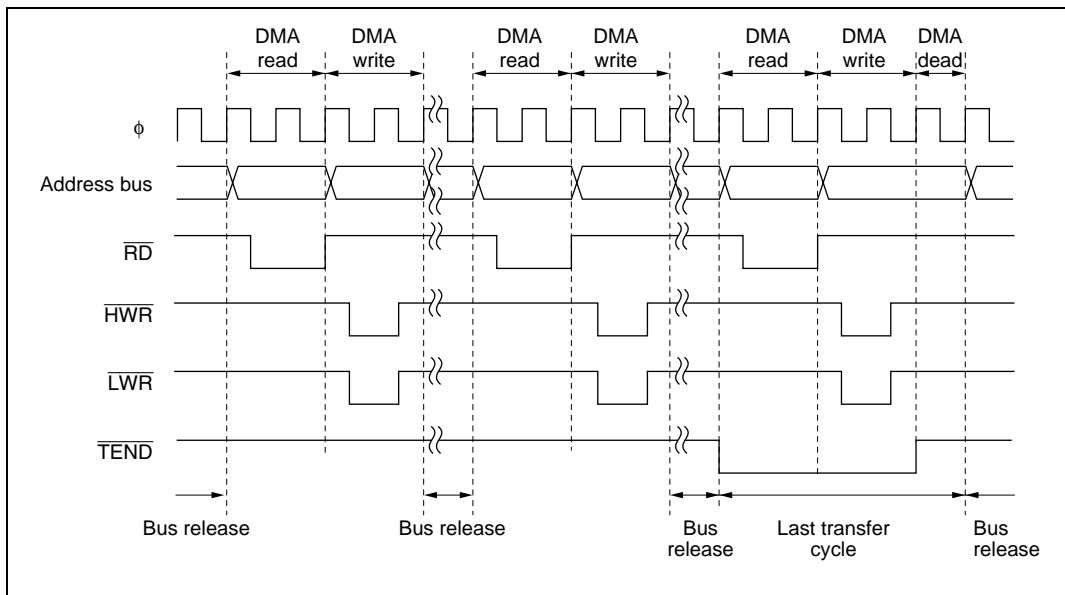 DMA read
DMA write
DMA read
DMA write
DMA read
DMA write
DMA dead
ϕ
Address bus
RD
HWR
LWR
TEND
Bus release
Bus release
Bus release
Last transfer cycle
Bus release